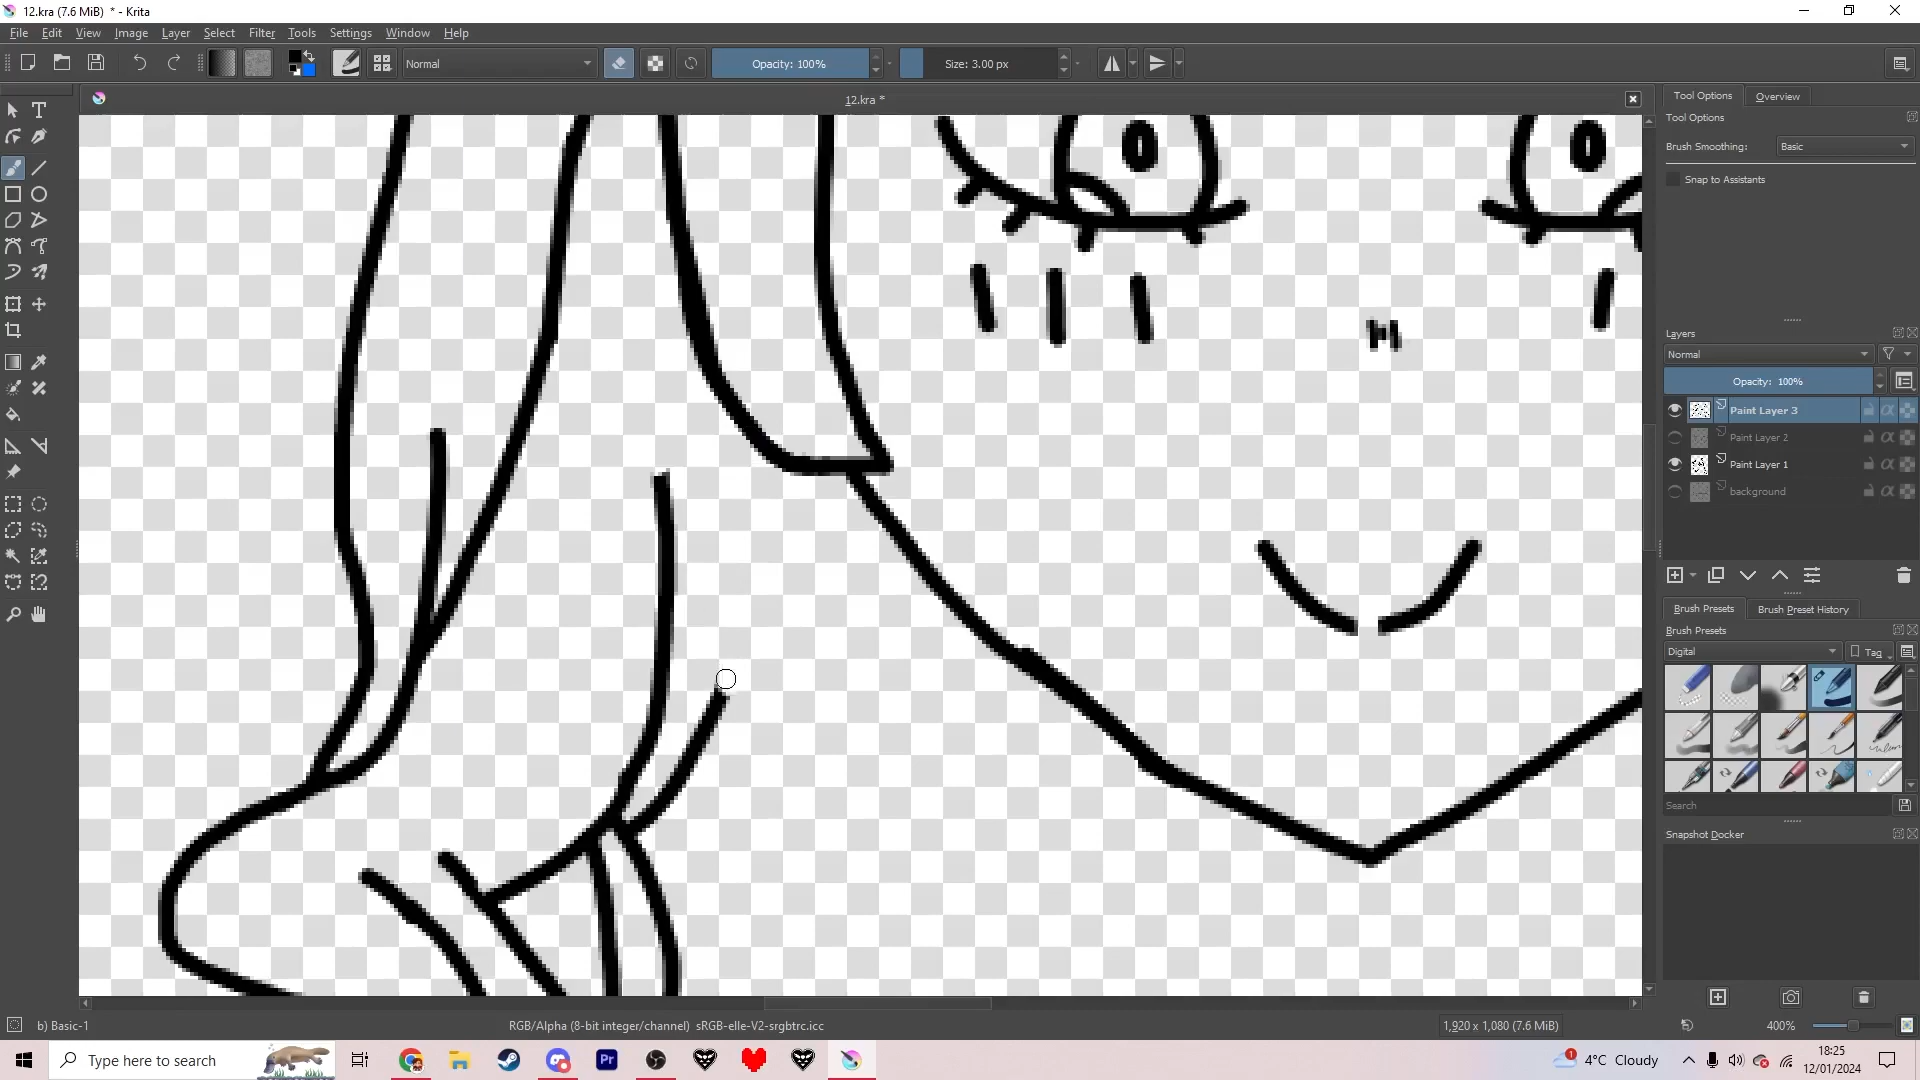 12.kra (7.6 MiB) * - Krita
File Edit View Image Layer Select Filter Tools Settings Window Help
Normal Opacity: 100% Size: 3.00 px
12.kra *
Tool Options Overview
Tool Options
Brush Smoothing: Basic
Snap to Assistants
Layers
Normal
Opacity: 100%
Paint Layer 3
Paint Layer 2
Paint Layer 1
background
Brush Presets Brush Preset History
Brush Presets
Digital Tag
Search
Snapshot Docker
b) Basic-1 RGB/Alpha (8-bit integer/channel) sRGB-elle-V2-srgbtrc.icc 1,920 x 1,080 (7.6 MiB) 400%
Type here to search Pr 1 4°C Cloudy 18:25
12/01/2024